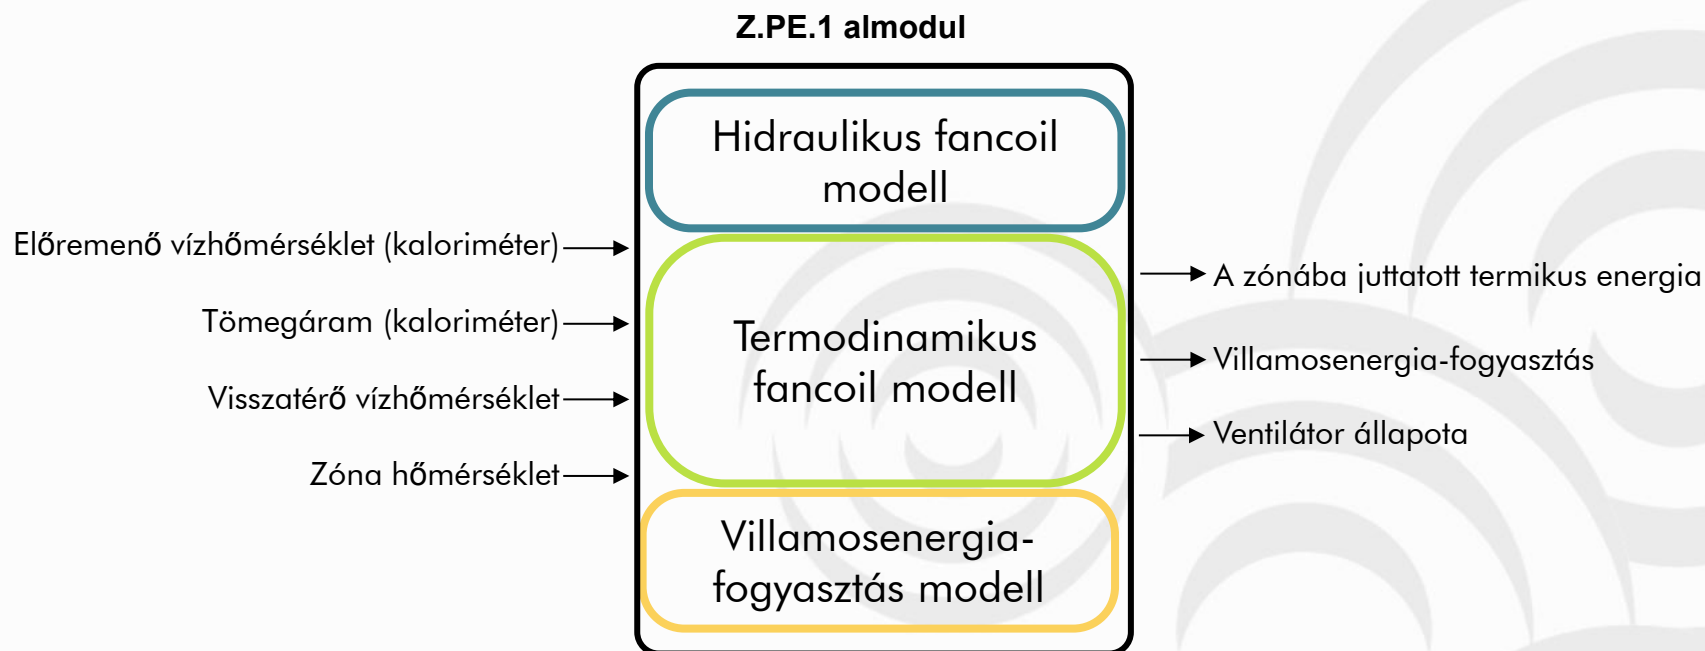 Z.PE.1 almodul
Hidraulikus fancoil
modell
Előremenő vízhőmérséklet (kaloriméter)
Tömegáram (kaloriméter)
Visszatérő vízhőmérséklet
Zóna hőmérséklet
Termodinamikus
fancoil modell
Villamosenergia-
fogyasztás modell
A zónába juttatott termikus energia
Villamosenergia-fogyasztás
Ventilátor állapota